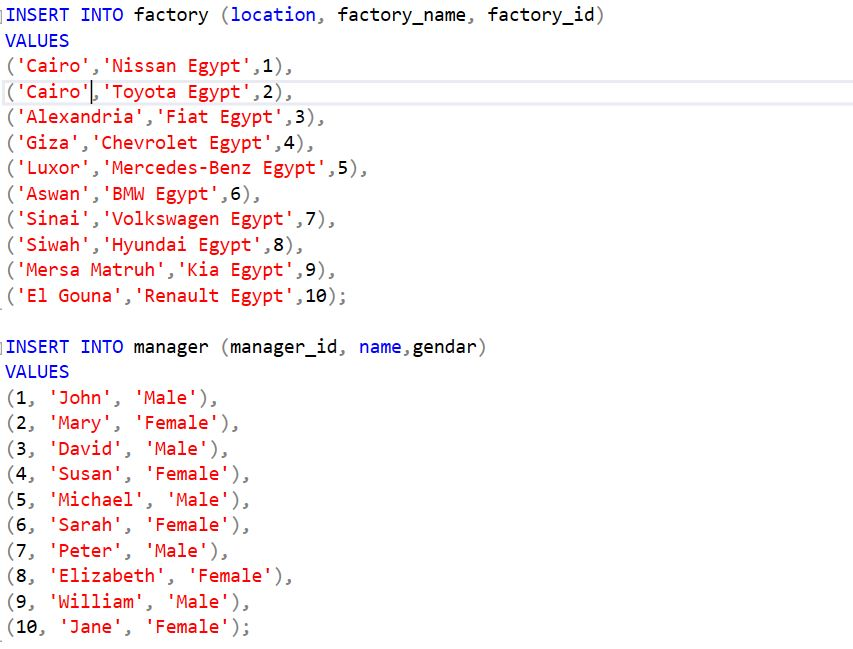 INSERT INTO factory (location, factory_name, factory_id)
VALUES
('Cairo','Nissan Egypt',1),
('Cairo','Toyota Egypt',2),
('Alexandria','Fiat Egypt',3),
('Giza','Chevrolet Egypt',4),
('Luxor','Mercedes-Benz Egypt',5),
('Aswan','BMW Egypt',6),
('Sinai','Volkswagen Egypt',7),
('Siwah','Hyundai Egypt',8),
('Mersa Matruh','Kia Egypt',9),
('El Gouna','Renault Egypt',10);
INSERT INTO manager (manager_id, name,gendar)
VALUES
(1, 'John', 'Male'),
(2, 'Mary', 'Female'),
(3, 'David', 'Male'),
(4, 'Susan', 'Female'),
(5, 'Michael', 'Male'),
(6, 'Sarah', 'Female'),
(7, 'Peter', 'Male'),
(8, 'Elizabeth', 'Female'),
(9, 'William', 'Male'),
(10, 'Jane', 'Female');